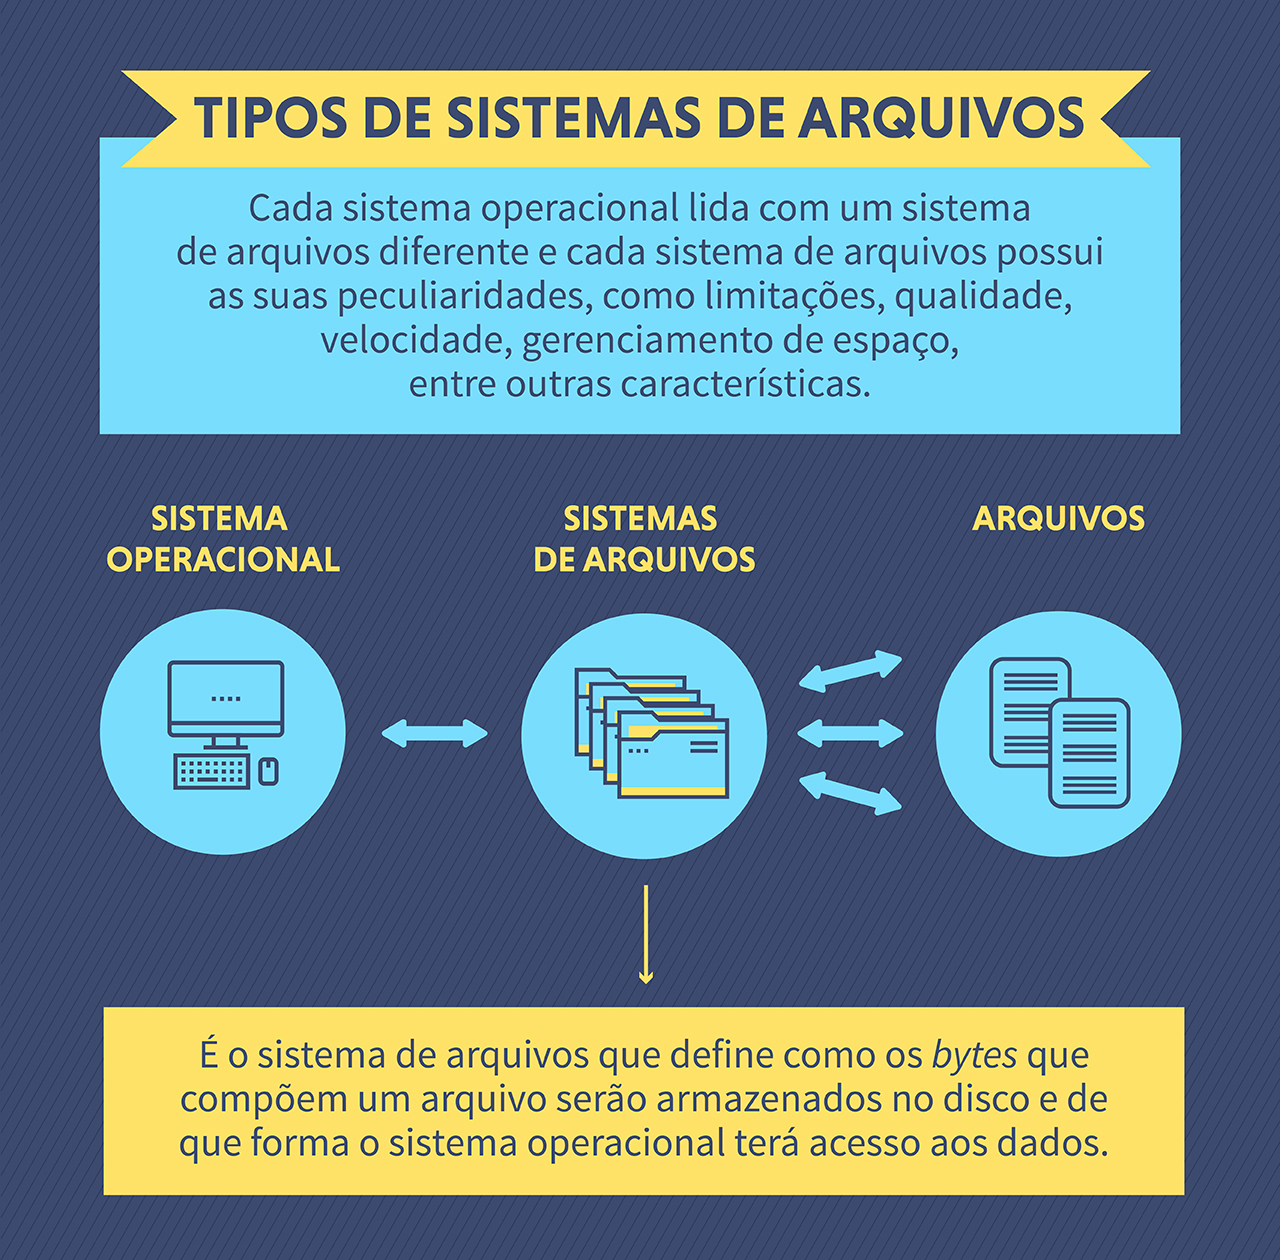 TIPOS DE SISTEMAS DE ARQUIVOS
Cada sistema operacional lida com um sistema
de arquivos diferente e cada sistema de arquivos possui
as suas peculiaridades, como limitações, qualidade,
velocidade, gerenciamento de espaço,
entre outras características.
SISTEMA
OPERACIONAL
SISTEMAS
DE ARQUIVOS
ARQUIVOS
É o sistema de arquivos que define como os bytes que
compõem um arquivo serão armazenados no disco e de
que forma o sistema operacional terá acesso aos dados.